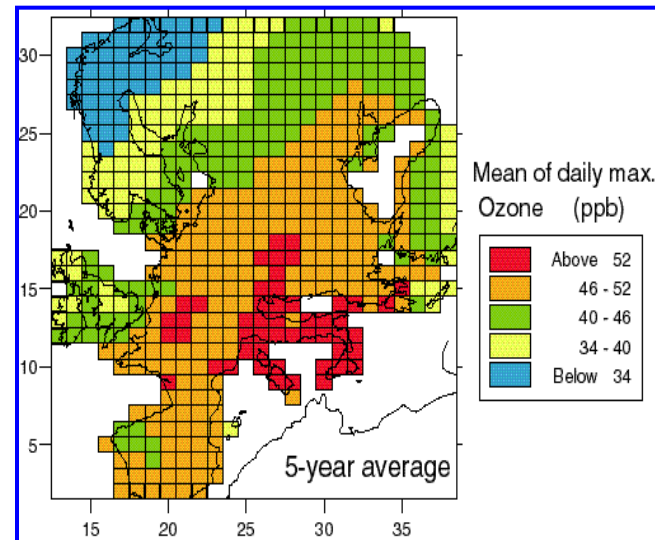 30
25
20
15
10
5
15 20 25 30 35
5-year average
Mean of daily max.
Ozone (ppb)
Above 52
46 - 52
40 - 46
34 - 40
Below 34